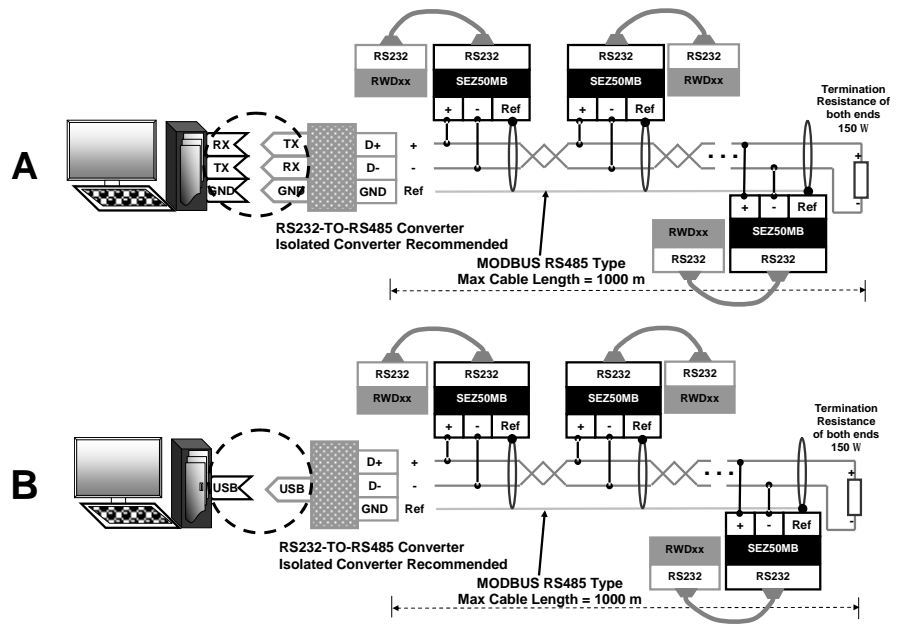 A
RS232
RWDxx
RS232
SEZ50MB
+ - Ref
RS232
SEZ50MB
+ - Ref
RS232
RWDxx
Termination
Resistance of
both ends
150 W
RX
TX
GND
TX
RX
GND
D+
D-
GND
+
-
Ref
...
+
-
+ - Ref
SEZ50MB
RS232
RWDxx
RS232
RS232-TO-RS485 Converter
Isolated Converter Recommended
MODBUS RS485 Type
Max Cable Length = 1000 m
B
RS232
RWDxx
RS232
SEZ50MB
+ - Ref
RS232
SEZ50MB
+ - Ref
RS232
RWDxx
Termination
Resistance
of both ends
150 W
USB
USB
D+
D-
GND
+
-
Ref
...
+
-
+ - Ref
SEZ50MB
RS232
RWDxx
RS232
RS232-TO-RS485 Converter
Isolated Converter Recommended
MODBUS RS485 Type
Max Cable Length = 1000 m